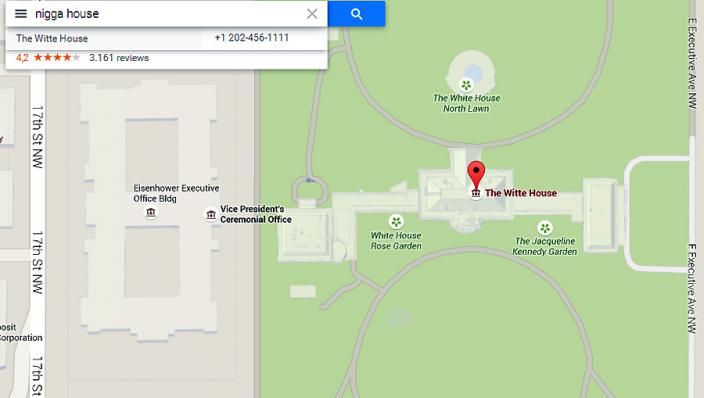 nigga house
The Witte House +1 202-456-1111
4,2 3.161 reviews
17th St NW
17th St NW
17th St NW
E Executive Ave NW
E Executive Ave NW
The White House
North Lawn
The Witte House
Eisenhower Executive
Office Bldg
Vice President's
Ceremonial Office
White House
Rose Garden
The Jacqueline
Kennedy Garden
posit
Corporation